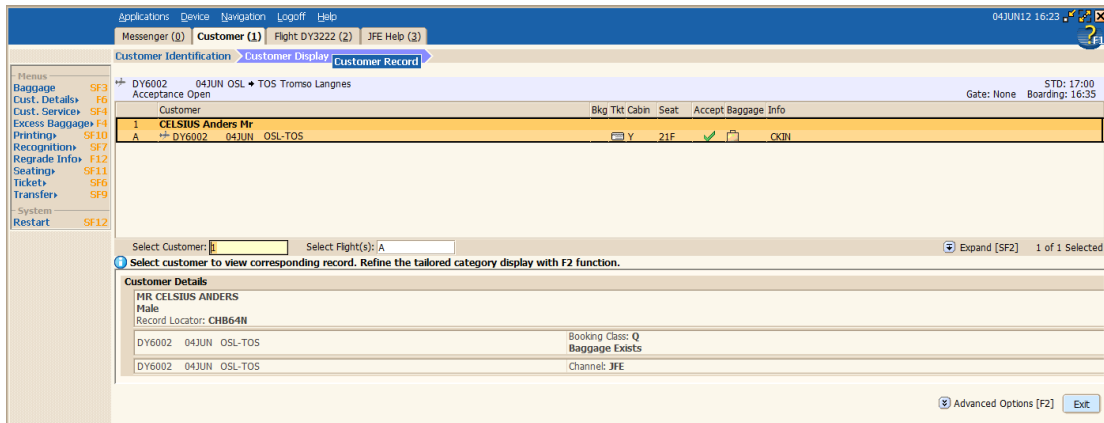 Applications Device Navigation Logoff Help 04JUN12 16:23
Messenger (0) Customer (1) Flight DY3222 (2) JFE Help (3) ? F1
Customer Identification Customer Display Customer Record
Menus
Baggage SF3
Cust. Details F6
Cust. Service SF4
Excess Baggage F4
Printing SF10
Recognition SF7
Regrade Info F12
Seating SF11
Ticket SF6
Transfer SF9
System
Restart SF12
DY6002 04JUN OSL TOS Tromso Langnes STD: 17:00
Acceptance Open Gate: None Boarding: 16:35
Customer Bkg Tkt Cabin Seat Accept Baggage Info
1 CELSIUS Anders Mr
A DY6002 04JUN OSL-TOS Y 21F CKIN
Select Customer: 1 Select Flight(s): A Expand [SF2] 1 of 1 Selected
Select customer to view corresponding record. Refine the tailored category display with F2 function.
Customer Details
MR CELSIUS ANDERS
Male
Record Locator: CHB64N
DY6002 04JUN OSL-TOS Booking Class: Q
Baggage Exists
DY6002 04JUN OSL-TOS Channel: JFE
Advanced Options [F2] Exit